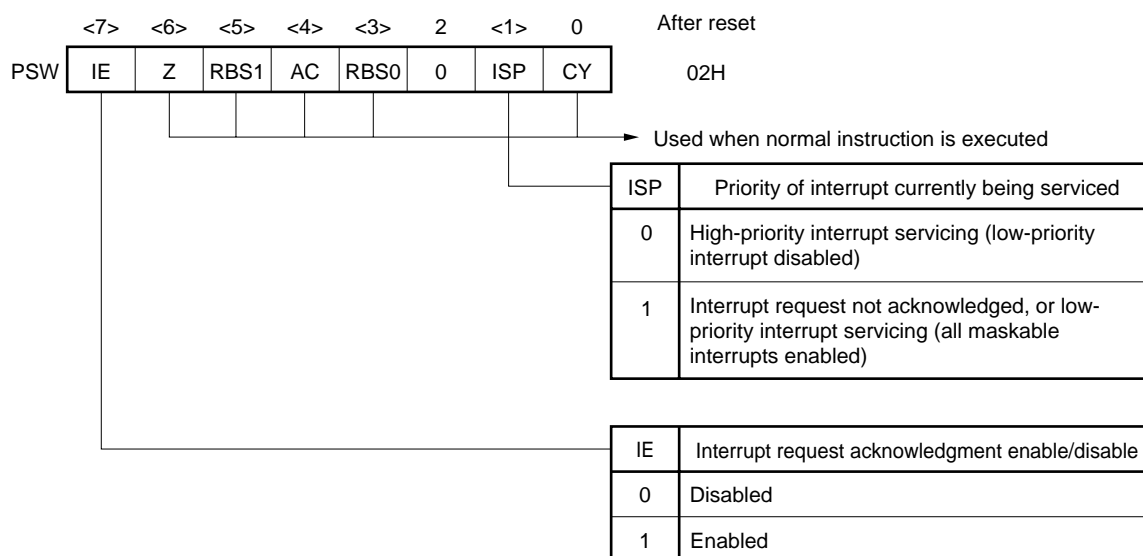 <7> <6> <5> <4> <3> 2 <1> 0 After reset
PSW IE Z RBS1 AC RBS0 0 ISP CY 02H
Used when normal instruction is executed
ISP Priority of interrupt currently being serviced
0 High-priority interrupt servicing (low-priority
interrupt disabled)
1 Interrupt request not acknowledged, or low-
priority interrupt servicing (all maskable
interrupts enabled)
IE Interrupt request acknowledgment enable/disable
0 Disabled
1 Enabled